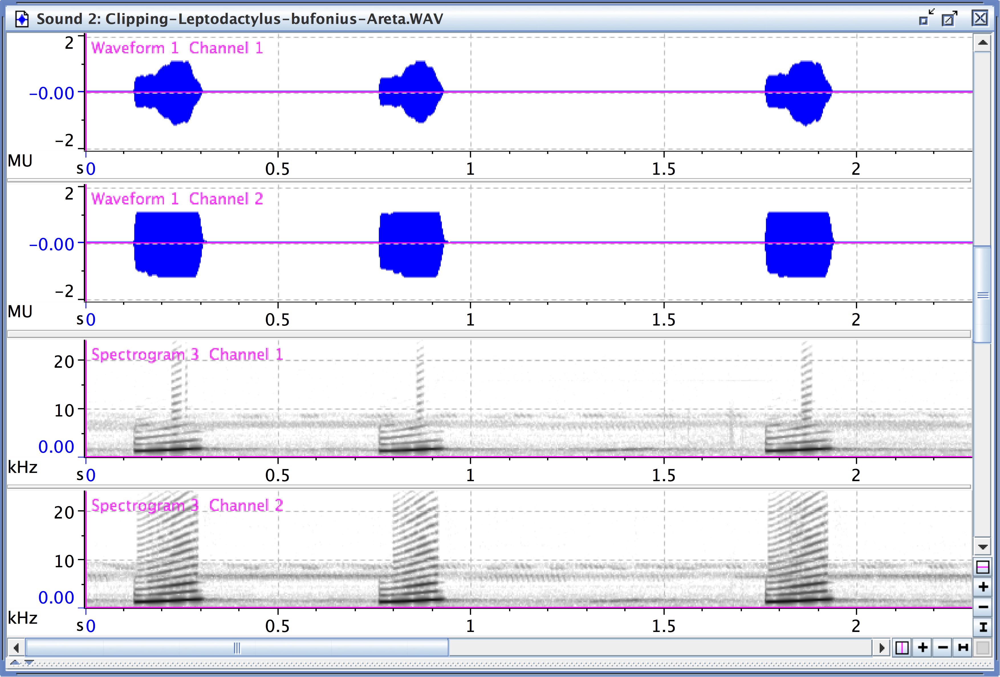 Sound 2: Clipping-Leptodactylus-bufonius-Areta.WAV
Waveform 1 Channel 1
2
-0.00
-2
MU
s 0 0.5 1 1.5 2
Waveform 1 Channel 2
2
-0.00
-2
MU
s 0 0.5 1 1.5 2
Spectrogram 3 Channel 1
20
10
0.00
kHz
s 0 0.5 1 1.5 2
Spectrogram 3 Channel 2
20
10
0.00
kHz
s 0 0.5 1 1.5 2